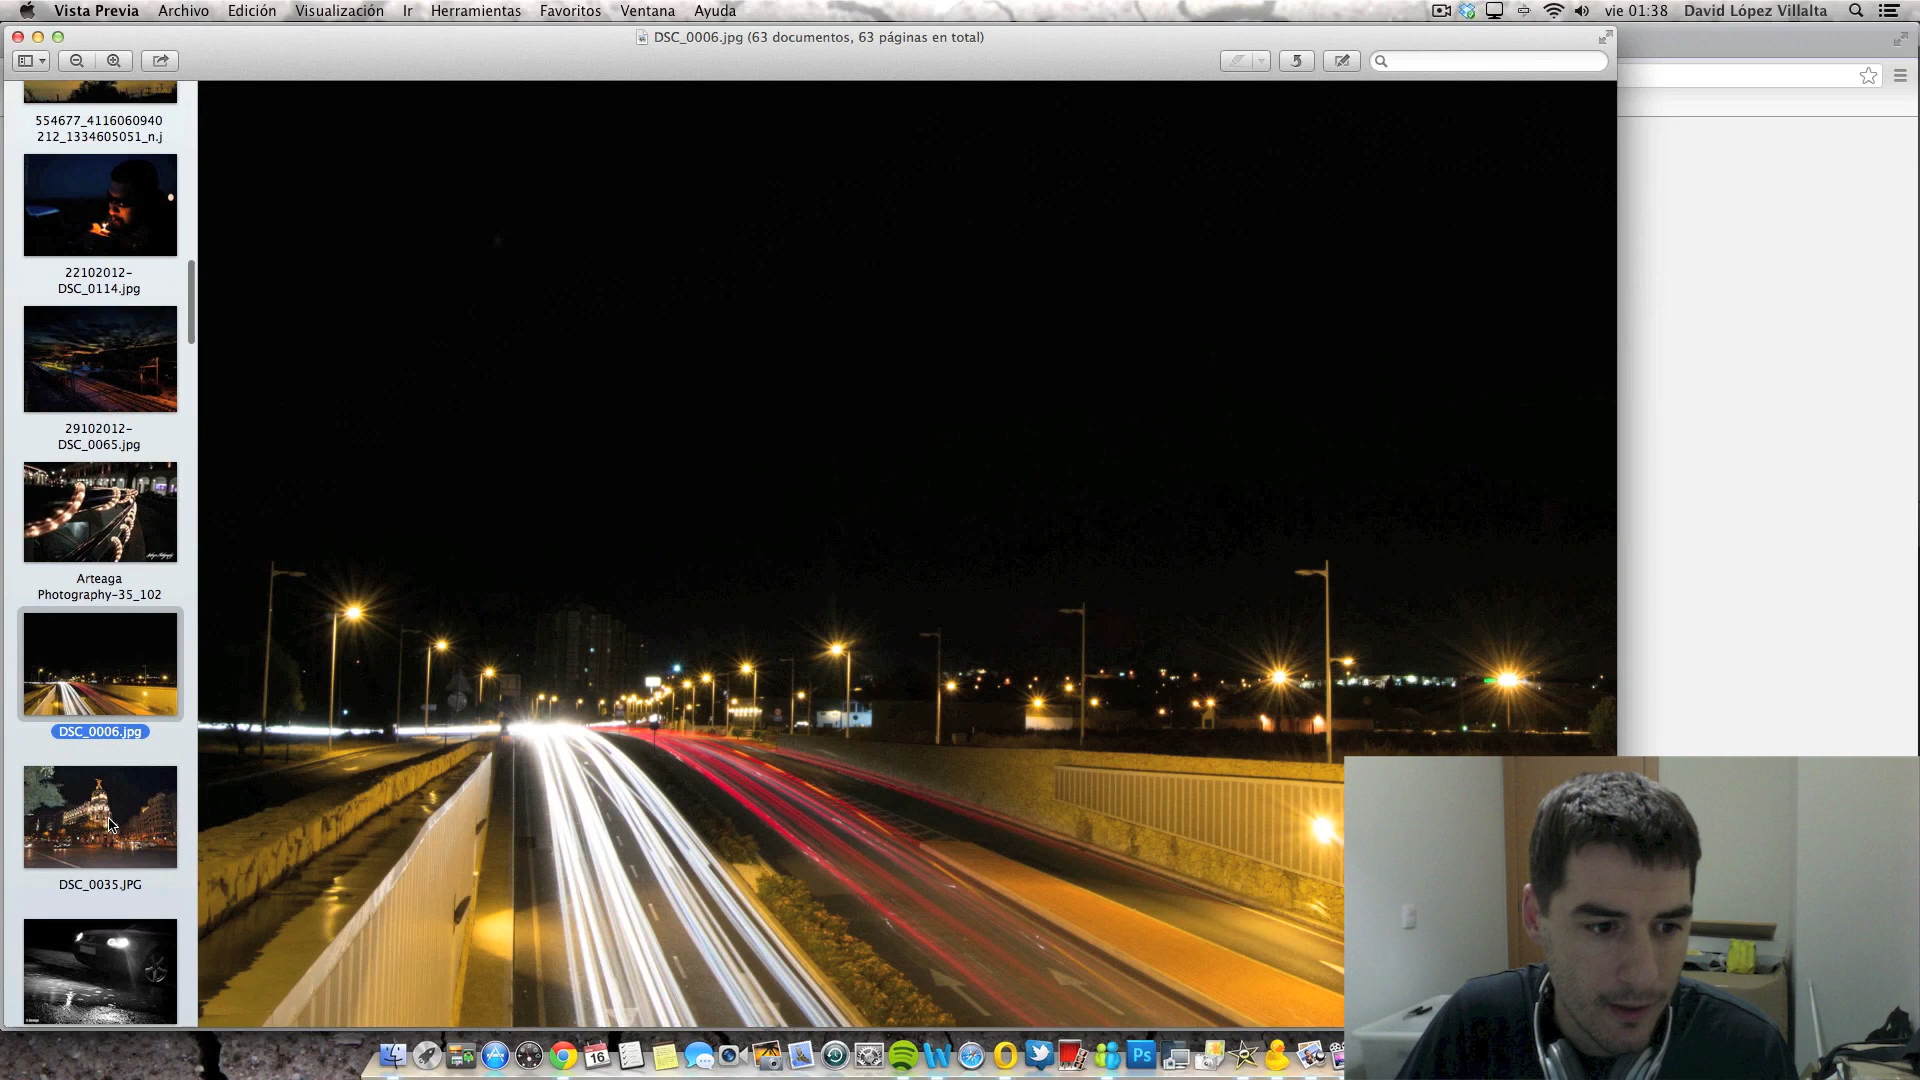 Vista Previa Archivo Edición Visualización Ir Herramientas Favoritos Ventana Ayuda vie 01:38 David López Villalta
DSC_0006.jpg (63 documentos, 63 páginas en total)
554677_4116060940
212_1334605051_n.j
22102012-
DSC_0114.jpg
29102012-
DSC_0065.jpg
Arteaga
Photography-35_102
DSC_0006.jpg
DSC_0035.JPG
16
Ps